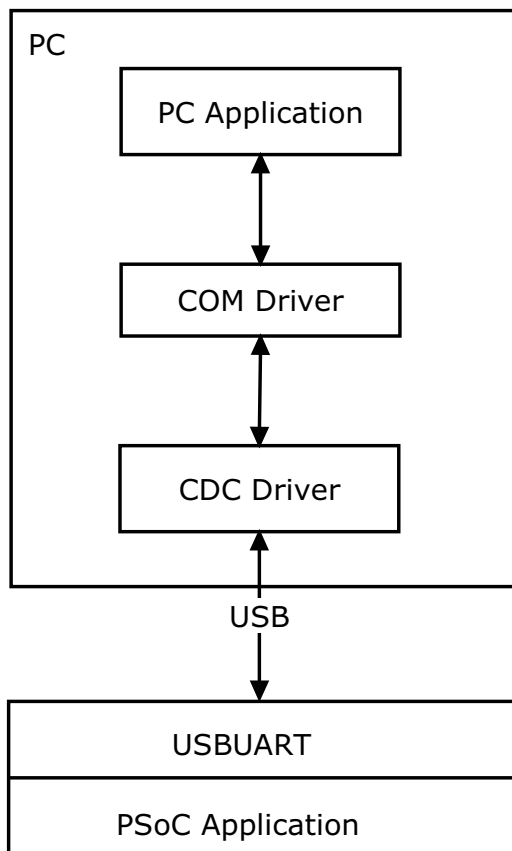 PC
PC Application
COM Driver
CDC Driver
USB
USBUART
PSoC Application